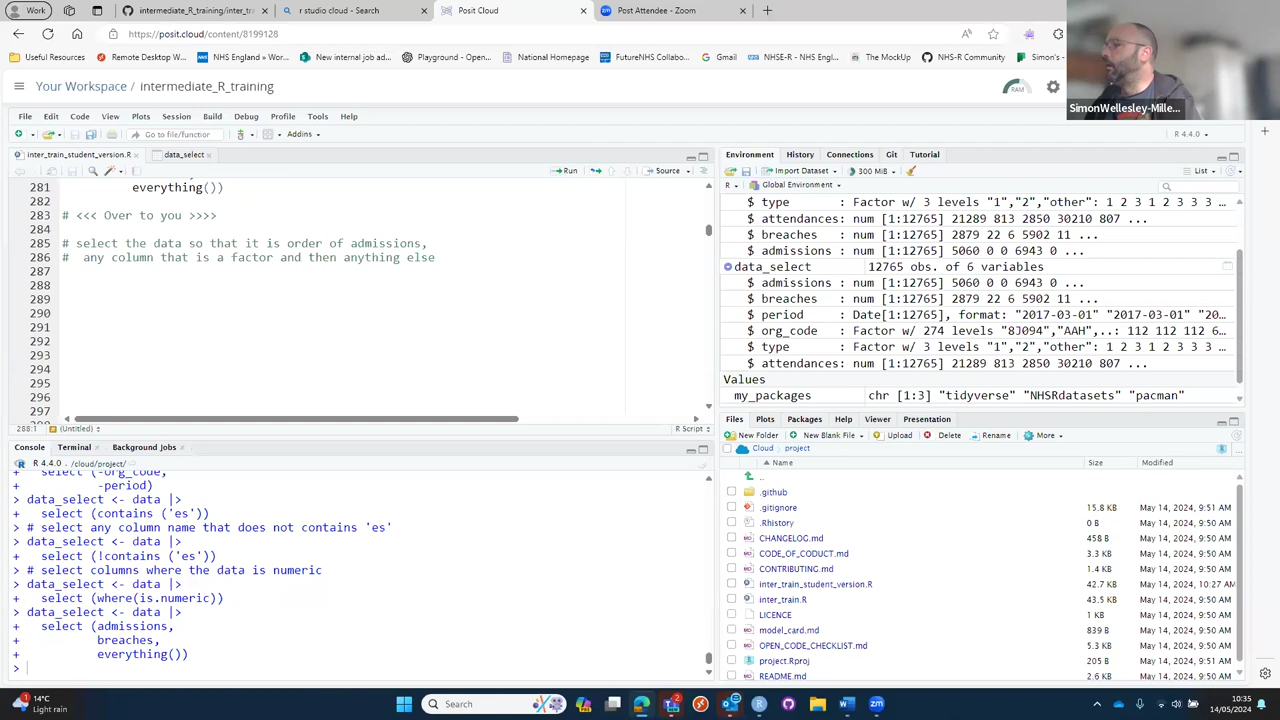 Work
intermediate_R_training/inter_tra
r studio cloud - Search
Posit Cloud
Post Attendee - Zoom
https://posit.cloud/content/8199128
Useful Resources
Remote Desktop W...
NHS England > Wor...
New internal job ad...
Playground - Open...
National Homepage
FutureNHS Collabo...
Gmail
NHSE-R - NHS Engl...
The MockUp
NHS-R Community
Simon's -
SimonWellesley-Mille...
Your Workspace / intermediate_R_training
RAM
File Edit Code View Plots Session Build Debug Profile Tools Help
Go to file/function
Addins
R 4.4.0
inter_train_student_version.R
data_select
Run
Source
281 everything())
282
283 # <<< Over to you >>>>
284
285 # select the data so that it is order of admissions,
286 # any column that is a factor and then anything else
287
288
289
290
291
292
293
294
295
296
297
288:1 (Untitled)
R Script
Console Terminal Background Jobs
R 4.4.0 . /cloud/project/
+ select (-org_code,
+ -period)
> data_select <- data |>
+ select (contains ('es'))
> # select any column name that does not contains 'es'
> data_select <- data |>
+ select (!contains ('es'))
> # select columns where the data is numeric
> data_select <- data |>
+ select (where(is.numeric))
> data_select <- data |>
+ select (admissions,
+ breaches,
+ everything())
>
Environment History Connections Git Tutorial
Import Dataset
300 MiB
List
R
Global Environment
$ type : Factor w/ 3 levels "1","2","other": 1 2 3 1 2 3 3 3 ...
$ attendances: num [1:12765] 21289 813 2850 30210 807 ...
$ breaches : num [1:12765] 2879 22 6 5902 11 ...
$ admissions : num [1:12765] 5060 0 0 6943 0 ...
data_select 12765 obs. of 6 variables
$ admissions : num [1:12765] 5060 0 0 6943 0 ...
$ breaches : num [1:12765] 2879 22 6 5902 11 ...
$ period : Date[1:12765], format: "2017-03-01" "2017-03-01" "20...
$ org_code : Factor w/ 274 levels "8J094","AAH",..: 112 112 112 6...
$ type : Factor w/ 3 levels "1","2","other": 1 2 3 1 2 3 3 3 ...
$ attendances: num [1:12765] 21289 813 2850 30210 807 ...
Values
my_packages chr [1:3] "tidyverse" "NHSRdatasets" "pacman"
Files Plots Packages Help Viewer Presentation
New Folder
New Blank File
Upload
Delete
Rename
More
Cloud project
Name Size Modified
..
.github
.gitignore 15.8 KB May 14, 2024, 9:51 AM
.Rhistory 0 B May 14, 2024, 9:50 AM
CHANGELOG.md 458 B May 14, 2024, 9:50 AM
CODE_OF_CODUCT.md 3.3 KB May 14, 2024, 9:50 AM
CONTRIBUTING.md 1.4 KB May 14, 2024, 9:50 AM
inter_train_student_version.R 42.7 KB May 14, 2024, 10:27 AM
inter_train.R 43.5 KB May 14, 2024, 9:50 AM
LICENCE 1 KB May 14, 2024, 9:50 AM
model_card.md 839 B May 14, 2024, 9:50 AM
OPEN_CODE_CHECKLIST.md 5.3 KB May 14, 2024, 9:50 AM
project.Rproj 205 B May 14, 2024, 9:50 AM
README.md 2.6 KB May 14, 2024, 9:50 AM
14°C
Light rain
Search
10:35
14/05/2024